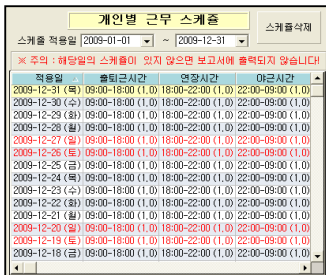 개인별 근무 스케쥴
스케쥴삭제
스케쥴 적용일 2009-01-01 ~ 2009-12-31
※ 주의 : 해당일의 스케쥴이 있지 않으면 보고서에 출력되지 않습니다!
적용일 출퇴근시간 연장시간 야근시간
2009-12-31 (목) 09:00-18:00 (1,0) 18:00-22:00 (1,0) 22:00-09:00 (1,0)
2009-12-30 (수) 09:00-18:00 (1,0) 18:00-22:00 (1,0) 22:00-09:00 (1,0)
2009-12-29 (화) 09:00-18:00 (1,0) 18:00-22:00 (1,0) 22:00-09:00 (1,0)
2009-12-28 (월) 09:00-18:00 (1,0) 18:00-22:00 (1,0) 22:00-09:00 (1,0)
2009-12-27 (일) 09:00-18:00 (1,0) 18:00-22:00 (1,0) 22:00-09:00 (1,0)
2009-12-26 (토) 09:00-18:00 (1,0) 18:00-22:00 (1,0) 22:00-09:00 (1,0)
2009-12-25 (금) 09:00-18:00 (1,0) 18:00-22:00 (1,0) 22:00-09:00 (1,0)
2009-12-24 (목) 09:00-18:00 (1,0) 18:00-22:00 (1,0) 22:00-09:00 (1,0)
2009-12-23 (수) 09:00-18:00 (1,0) 18:00-22:00 (1,0) 22:00-09:00 (1,0)
2009-12-22 (화) 09:00-18:00 (1,0) 18:00-22:00 (1,0) 22:00-09:00 (1,0)
2009-12-21 (월) 09:00-18:00 (1,0) 18:00-22:00 (1,0) 22:00-09:00 (1,0)
2009-12-20 (일) 09:00-18:00 (1,0) 18:00-22:00 (1,0) 22:00-09:00 (1,0)
2009-12-19 (토) 09:00-18:00 (1,0) 18:00-22:00 (1,0) 22:00-09:00 (1,0)
2009-12-18 (금) 09:00-18:00 (1,0) 18:00-22:00 (1,0) 22:00-09:00 (1,0)